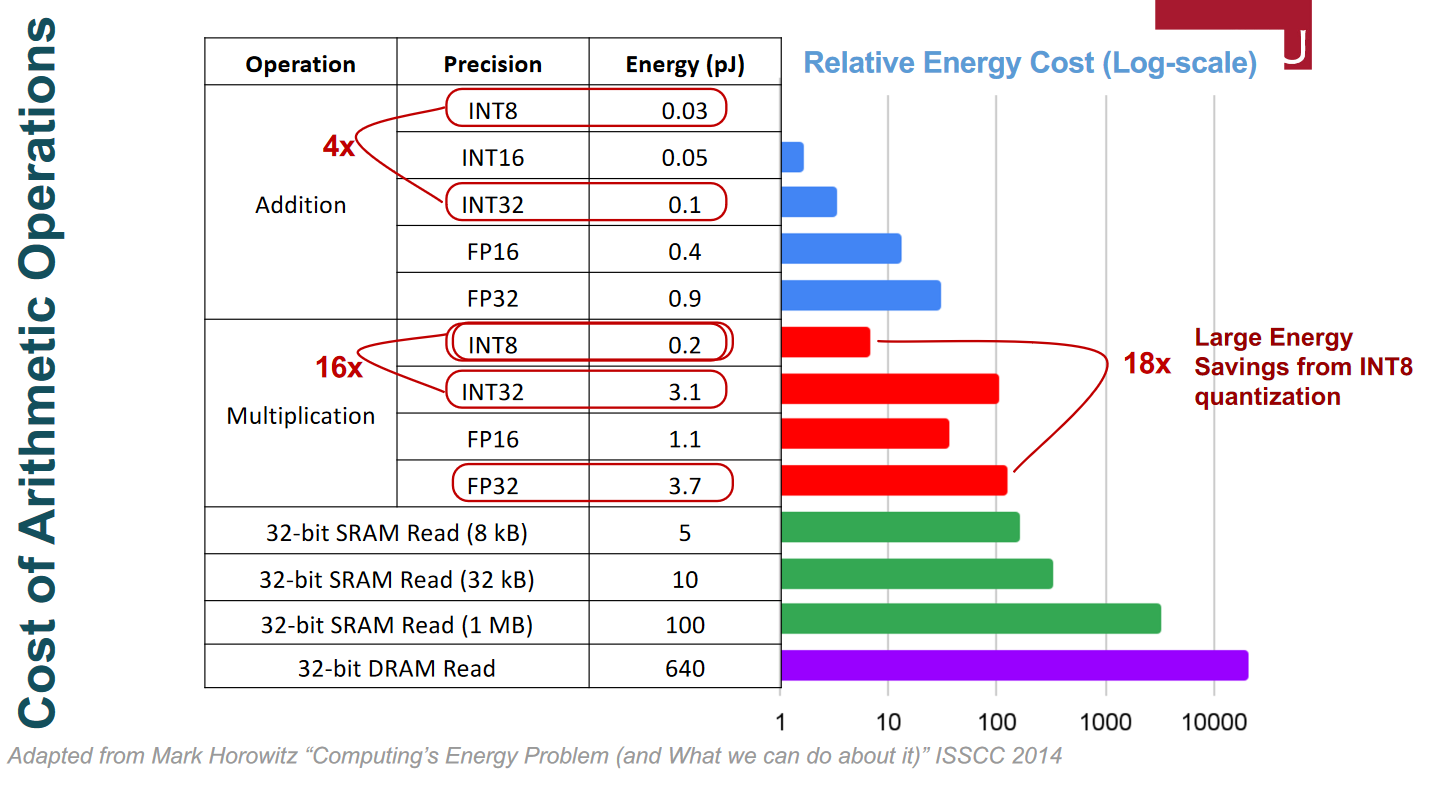 Cost of Arithmetic Operations
Operation Precision Energy (pJ)
Relative Energy Cost (Log-scale)
Addition
INT8 0.03
INT16 0.05
INT32 0.1
FP16 0.4
FP32 0.9
4x
Multiplication
INT8 0.2
INT32 3.1
FP16 1.1
FP32 3.7
16x
18x
Large Energy
Savings from INT8
quantization
32-bit SRAM Read (8 kB) 5
32-bit SRAM Read (32 kB) 10
32-bit SRAM Read (1 MB) 100
32-bit DRAM Read 640
1 10 100 1000 10000
Adapted from Mark Horowitz “Computing’s Energy Problem (and What we can do about it)” ISSCC 2014